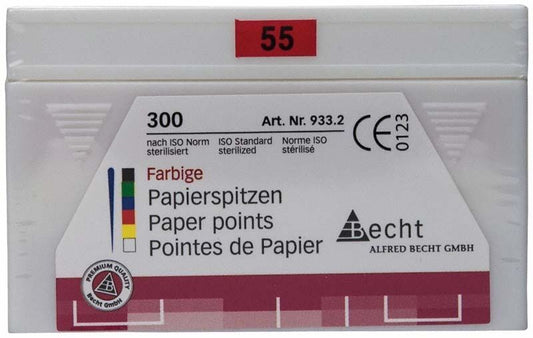 55
300 Art. Nr. 933.2
nach ISO Norm ISO Standard Norme ISO
sterilisiert sterilized stérilisé
CE 0123
Farbige
Papierspitzen
Paper points
Pointes de Papier
Becht
ALFRED BECHT GMBH
PREMIUM QUALITY
Becht GmbH